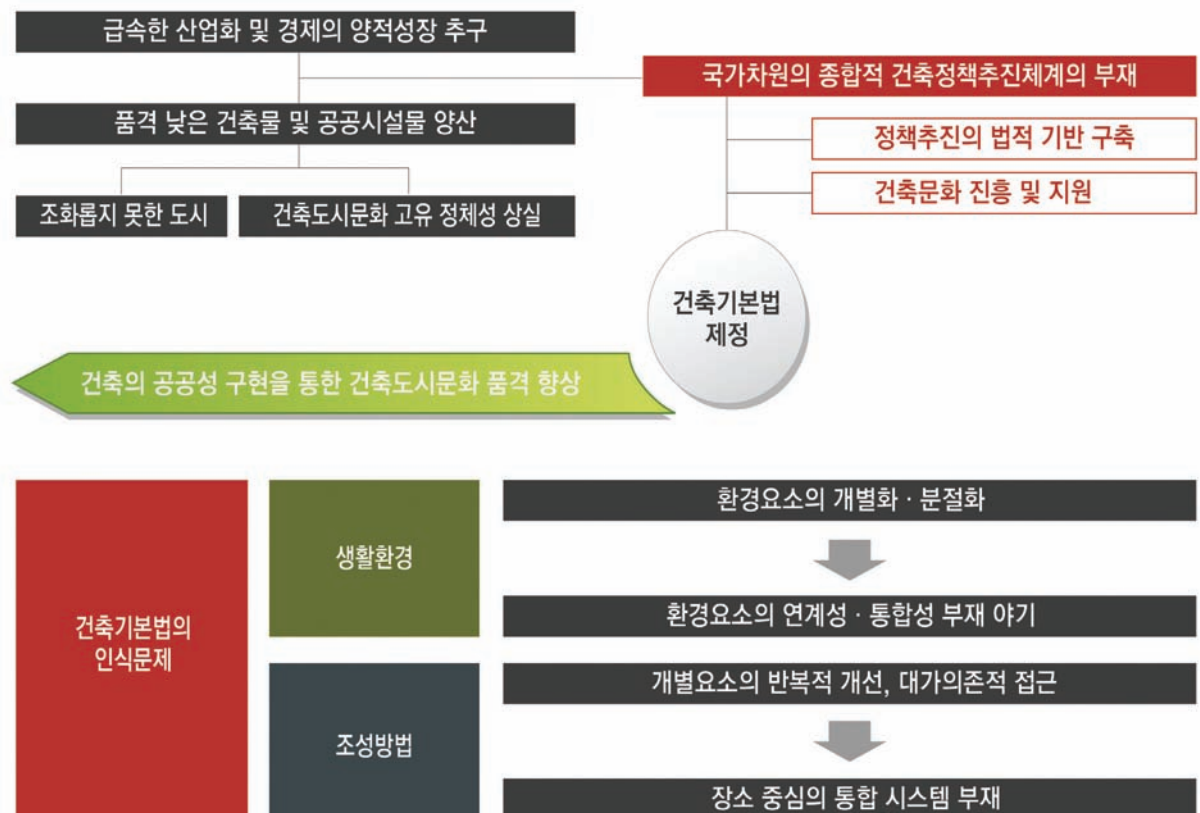 급속한 산업화 및 경제의 양적성장 추구
국가차원의 종합적 건축정책추진체계의 부재
품격 낮은 건축물 및 공공시설물 양산
정책추진의 법적 기반 구축
건축문화 진흥 및 지원
조화롭지 못한 도시
건축도시문화 고유 정체성 상실
건축기본법
제정
건축의 공공성 구현을 통한 건축도시문화 품격 향상
건축기본법의
인식문제
생활환경
환경요소의 개별화 · 분절화
환경요소의 연계성 · 통합성 부재 야기
조성방법
개별요소의 반복적 개선, 대가의존적 접근
장소 중심의 통합 시스템 부재